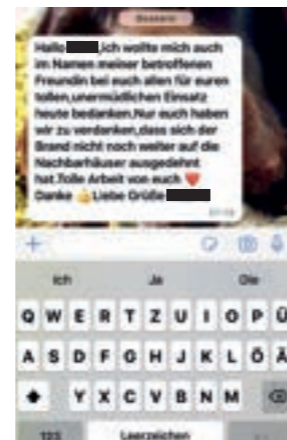 Gestern
Hallo ,ich wollte mich auch
im Namen meiner betroffenen
Freundin bei euch allen für euren
tollen,unermüdlichen Einsatz
heute bedanken.Nur euch haben
wir zu verdanken,dass sich der
Brand nicht noch weiter auf die
Nachbarhäuser ausgedehnt
hat.Tolle Arbeit von euch ❤️
Danke 👍Liebe Grüße
ich Ja Die
Q W E R T Z U I O P Ü
A S D F G H J K L Ö Ä
Y X C V B N M
123 Leerzeichen